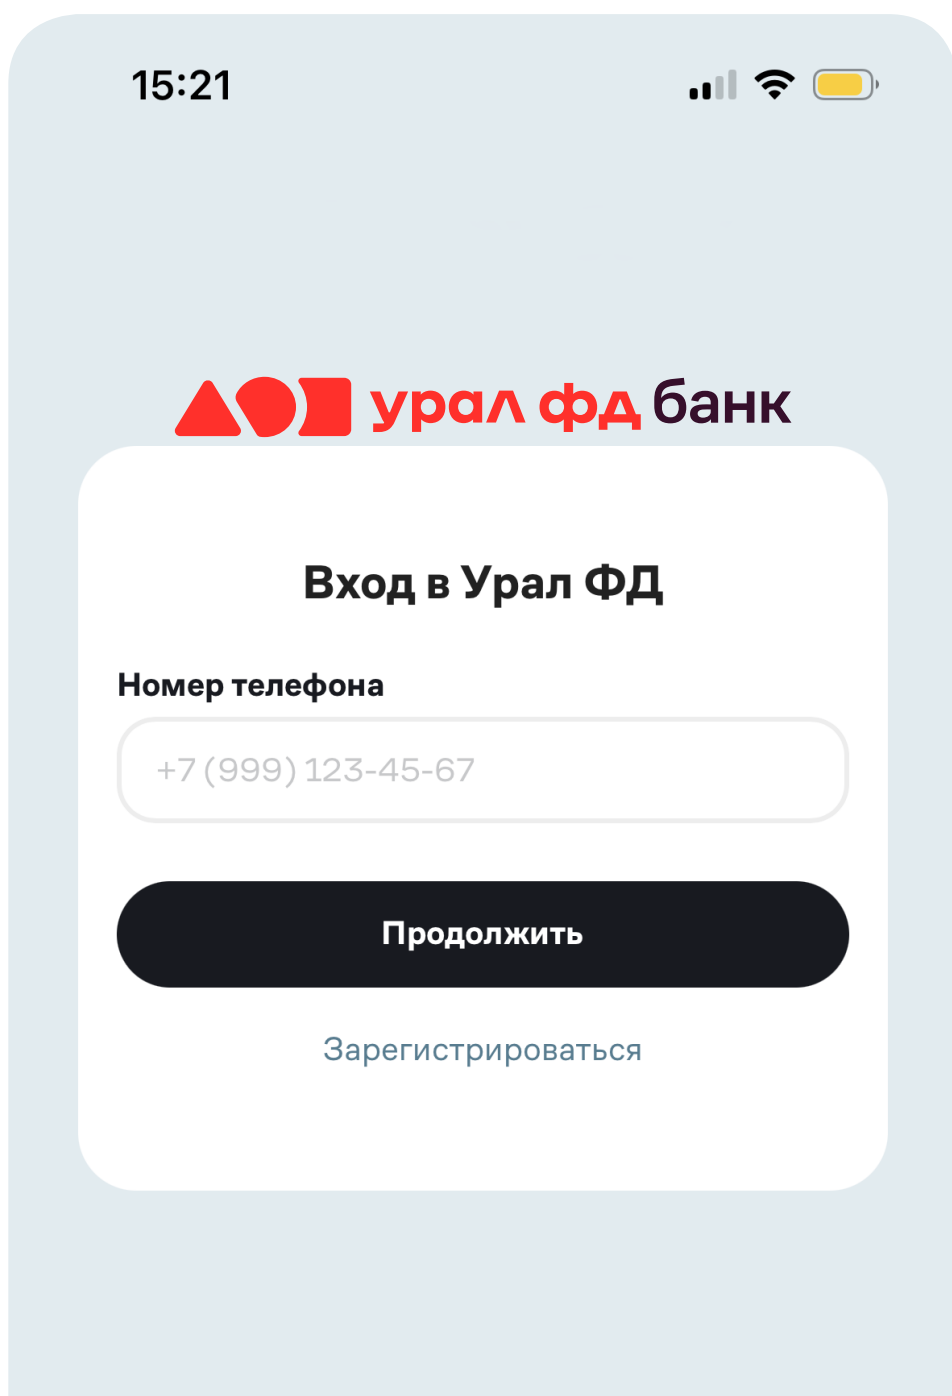 15:21
урал фд банк
Вход в Урал ФД
Номер телефона
+7 (999) 123-45-67
Продолжить
Зарегистрироваться